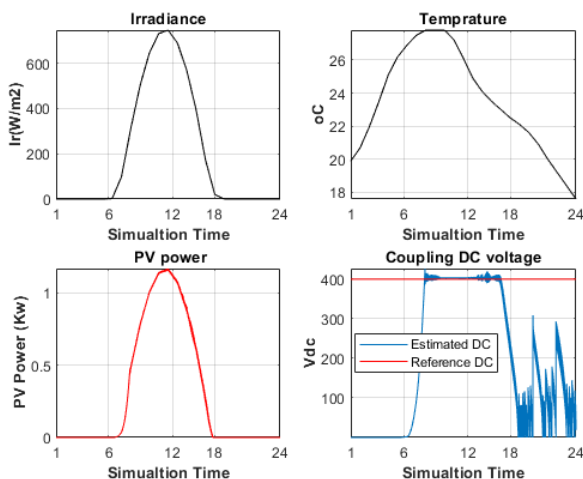 Irradiance
Ir(W/m2)
600
400
200
0
1 6 12 18 24
Simualtion Time
Temprature
oC
26
24
22
20
18
1 6 12 18 24
Simualtion Time
PV power
PV Power (Kw)
1
0.5
0
1 6 12 18 24
Simualtion Time
Coupling DC voltage
Vdc
400
300
200
100
Estimated DC
Reference DC
1 6 12 18 24
Simualtion Time